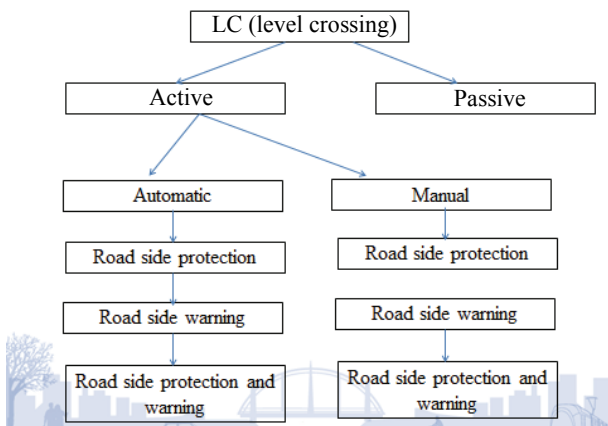 LC (level crossing)
Active
Passive
Automatic
Manual
Road side protection
Road side protection
Road side warning
Road side warning
Road side protection and
warning
Road side protection and
warning